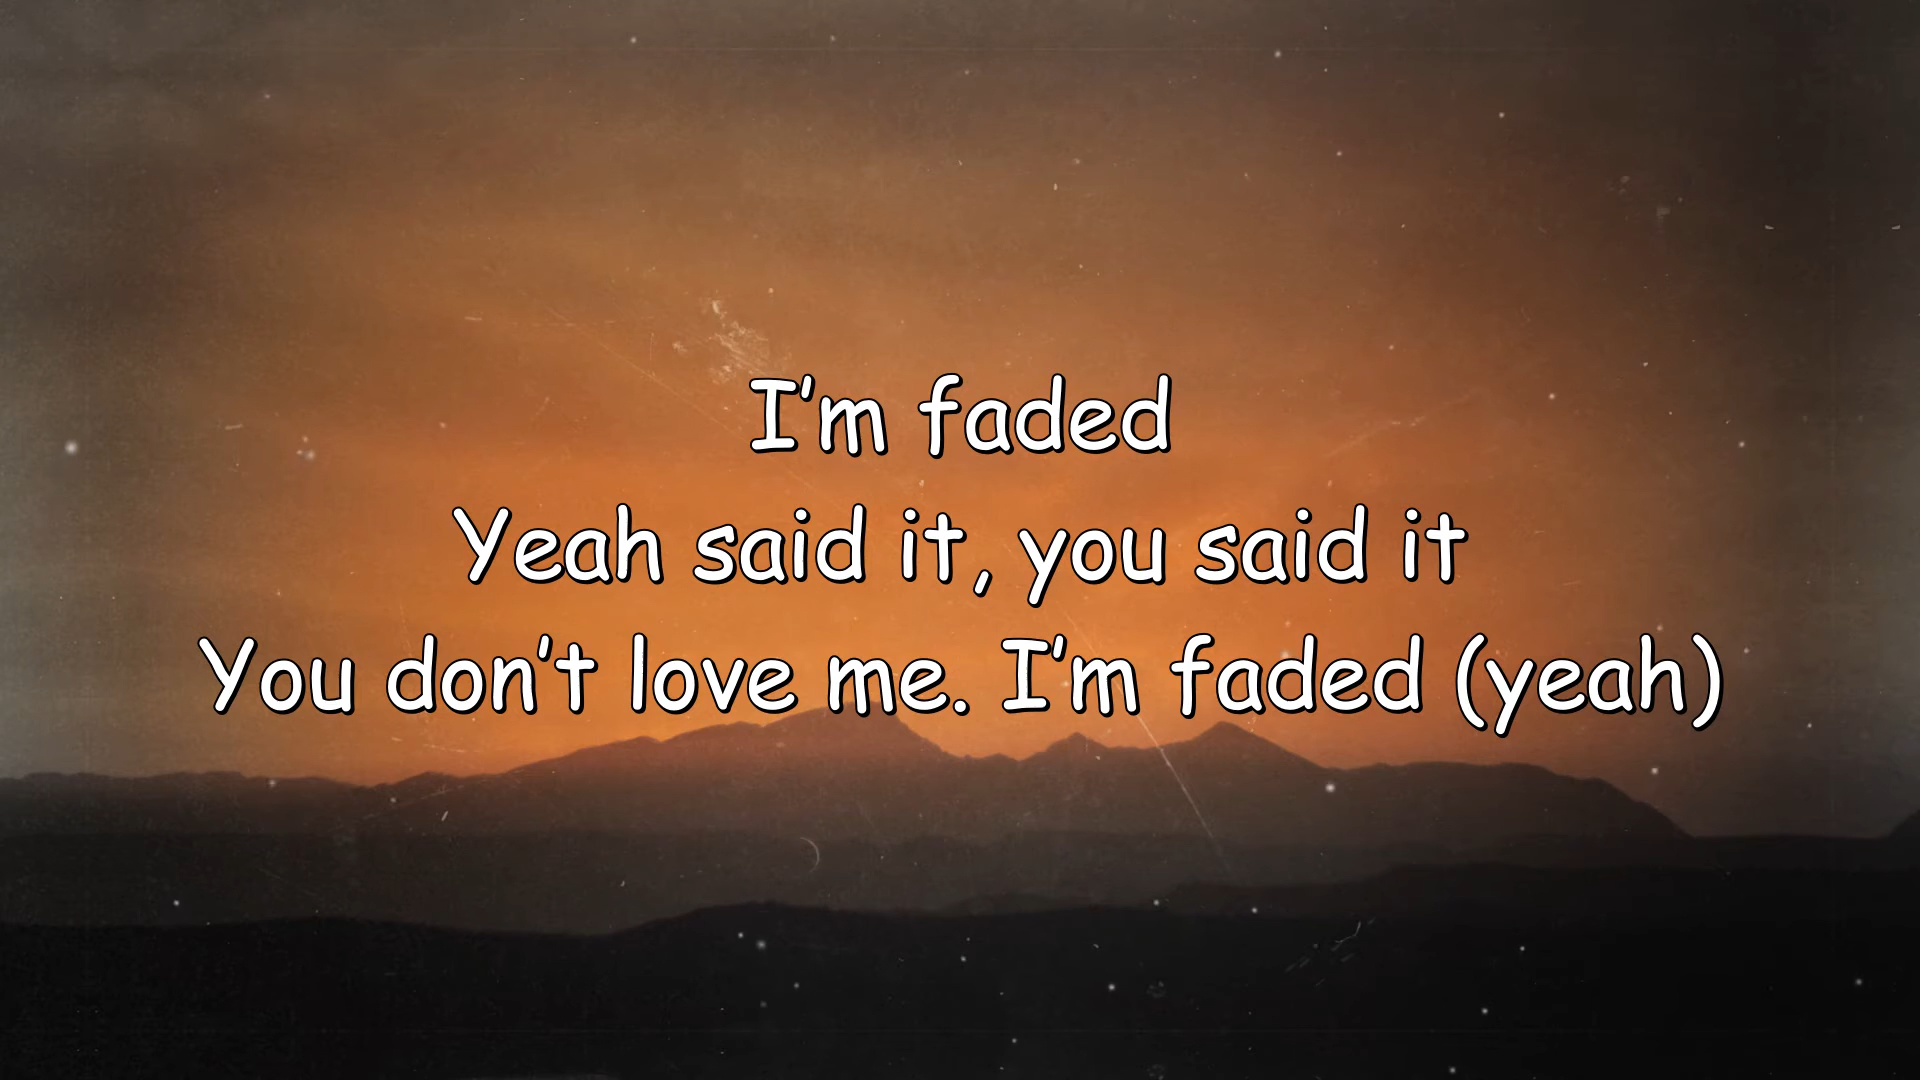 I’m faded
Yeah said it, you said it
You don’t love me. I’m faded (yeah)